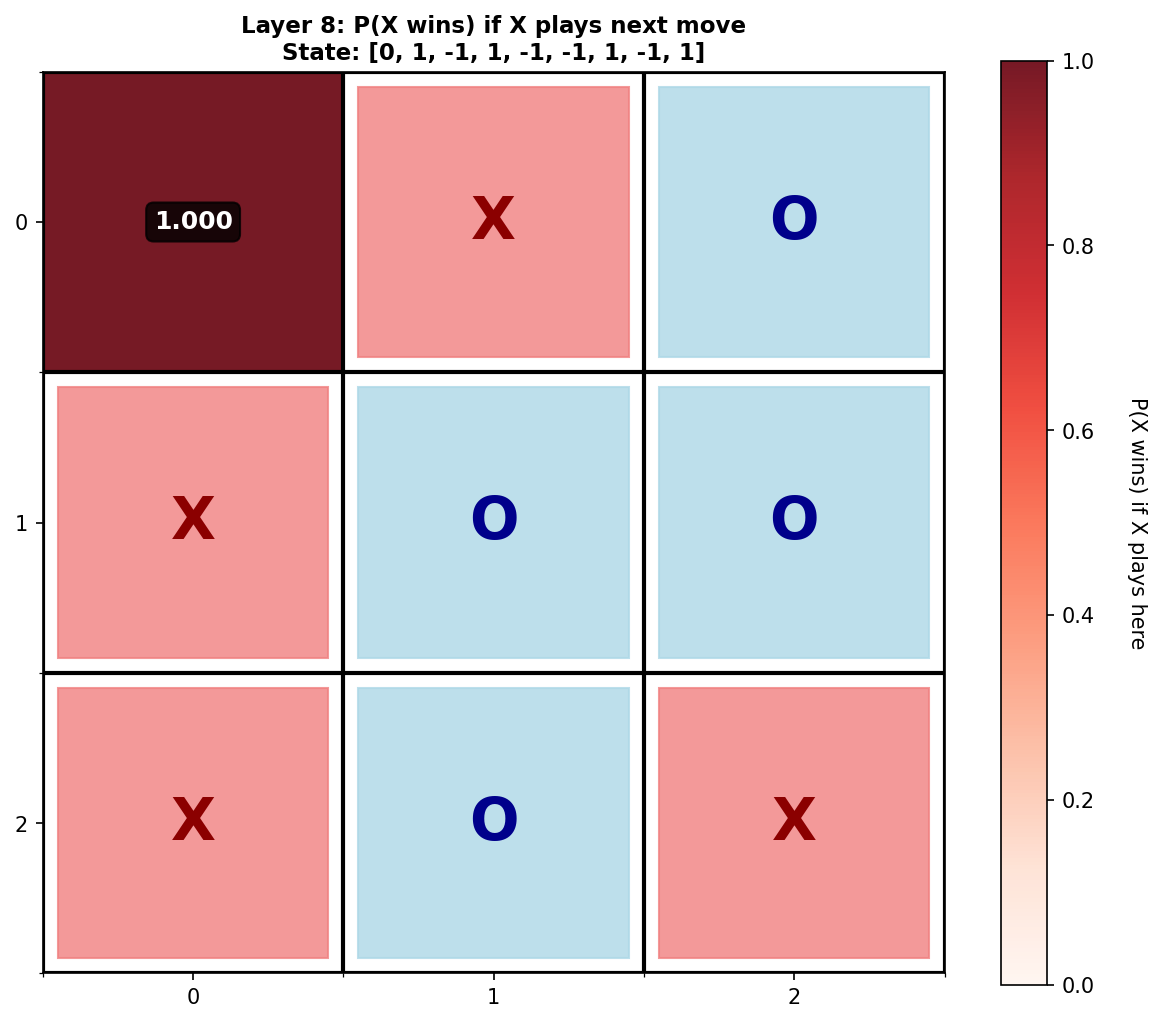 Layer 8: P(X wins) if X plays next move
State: [0, 1, -1, 1, -1, -1, 1, -1, 1]
0
1.000
X
O
1
X
O
O
2
X
O
X
0
1
2
1.0
0.8
0.6
0.4
0.2
0.0
P(X wins) if X plays here